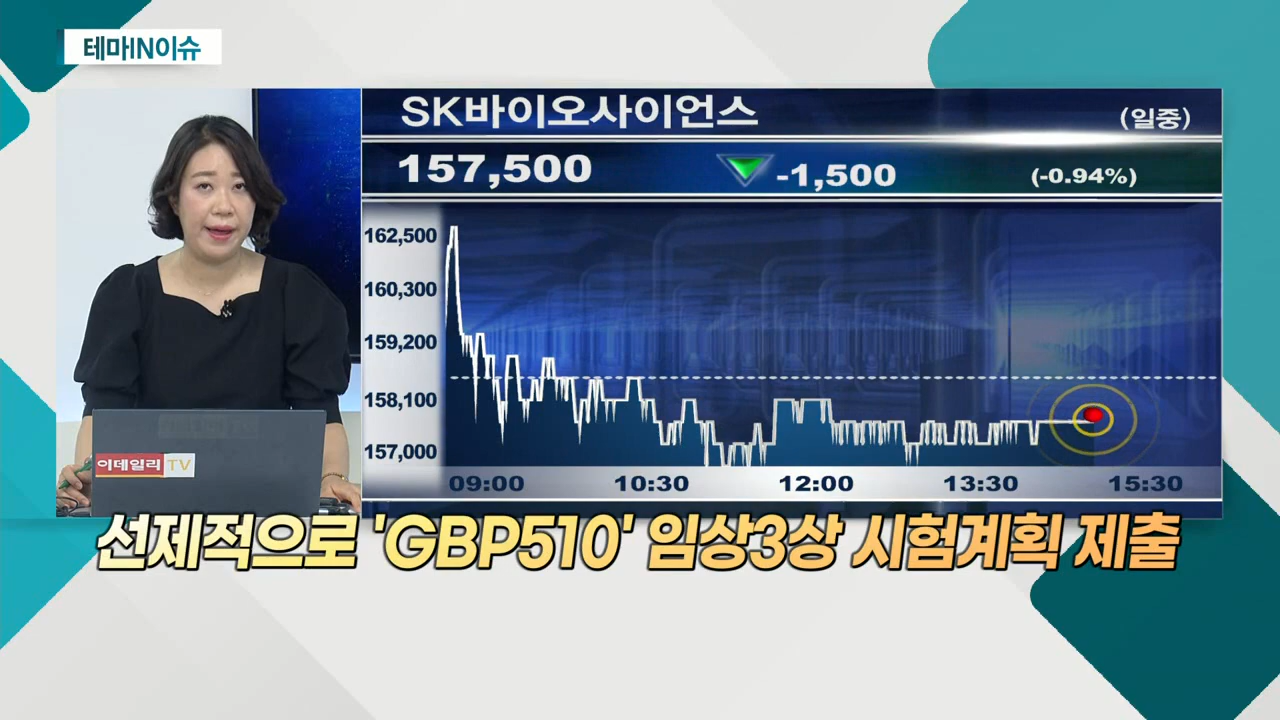 테마IN이슈
SK바이오사이언스 (일중)
157,500 -1,500 (-0.94%)
162,500
160,300
159,200
158,100
157,000
09:00 10:30 12:00 13:30 15:30
이데일리TV
선제적으로 'GBP510' 임상3상 시험계획 제출